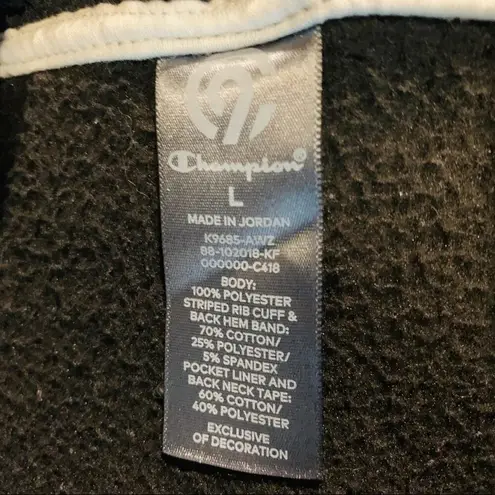 C9
Champion®
L
MADE IN JORDAN
K9685-AWZ
88-102018-KF
000000-C418
BODY:
100% POLYESTER
STRIPED RIB CUFF &
BACK HEM BAND:
70% COTTON/
25% POLYESTER/
5% SPANDEX
POCKET LINER AND
BACK NECK TAPE:
60% COTTON/
40% POLYESTER
EXCLUSIVE
OF DECORATION